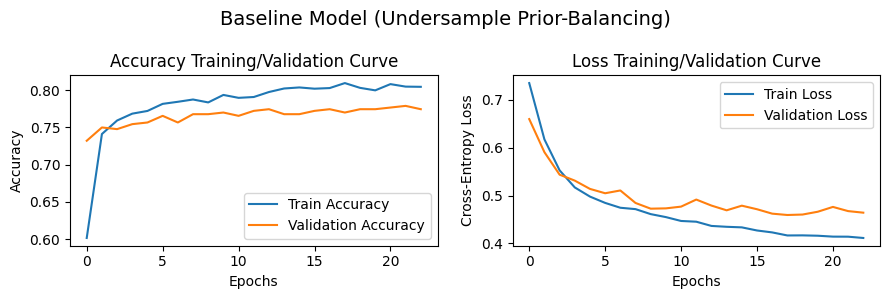 Baseline Model (Undersample Prior-Balancing)
Accuracy Training/Validation Curve
Accuracy
0.80
0.75
0.70
0.65
0.60
Train Accuracy
Validation Accuracy
0 5 10 15 20
Epochs
Loss Training/Validation Curve
Cross-Entropy Loss
0.7
0.6
0.5
0.4
Train Loss
Validation Loss
0 5 10 15 20
Epochs